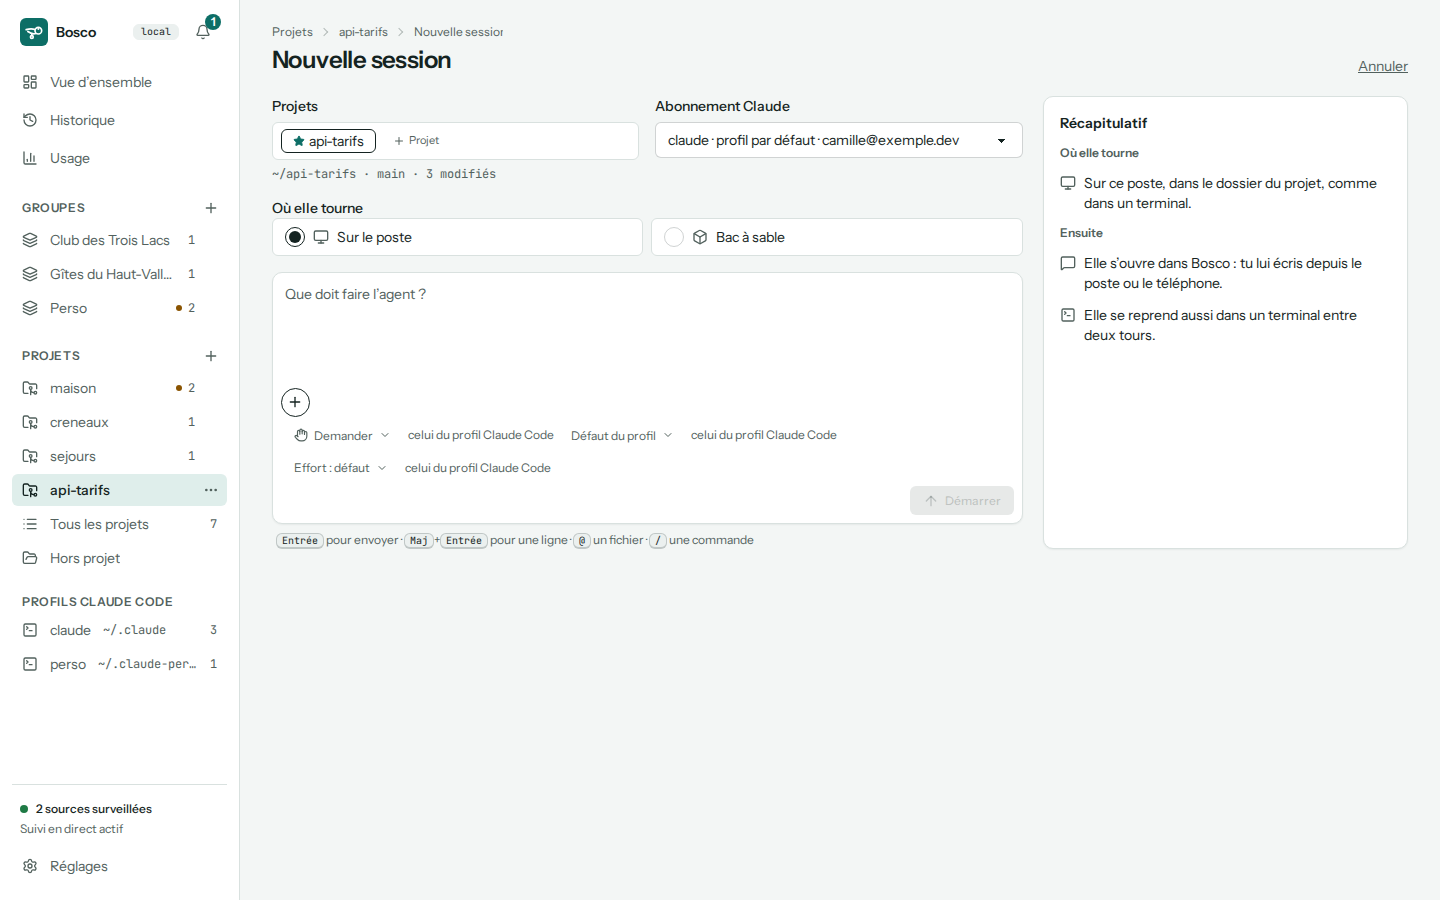 Bosco
local
1
Vue d’ensemble
Historique
Usage
GROUPES
Club des Trois Lacs 1
Gîtes du Haut-Vall… 1
Perso 2
PROJETS
maison 2
creneaux 1
sejours 1
api-tarifs
Tous les projets 7
Hors projet
PROFILS CLAUDE CODE
claude ~/.claude 3
perso ~/.claude-per… 1
2 sources surveillées
Suivi en direct actif
Réglages
Projets > api-tarifs > Nouvelle session
Nouvelle session
Annuler
Projets
api-tarifs
Projet
~/api-tarifs · main · 3 modifiés
Abonnement Claude
claude · profil par défaut · camille@exemple.dev
Où elle tourne
Sur le poste
Bac à sable
Que doit faire l’agent ?
Demander celui du profil Claude Code Défaut du profil celui du profil Claude Code
Effort : défaut celui du profil Claude Code
Démarrer
Entrée pour envoyer · Maj+Entrée pour une ligne · @ un fichier · / une commande
Récapitulatif
Où elle tourne
Sur ce poste, dans le dossier du projet, comme
dans un terminal.
Ensuite
Elle s’ouvre dans Bosco : tu lui écris depuis le
poste ou le téléphone.
Elle se reprend aussi dans un terminal entre
deux tours.